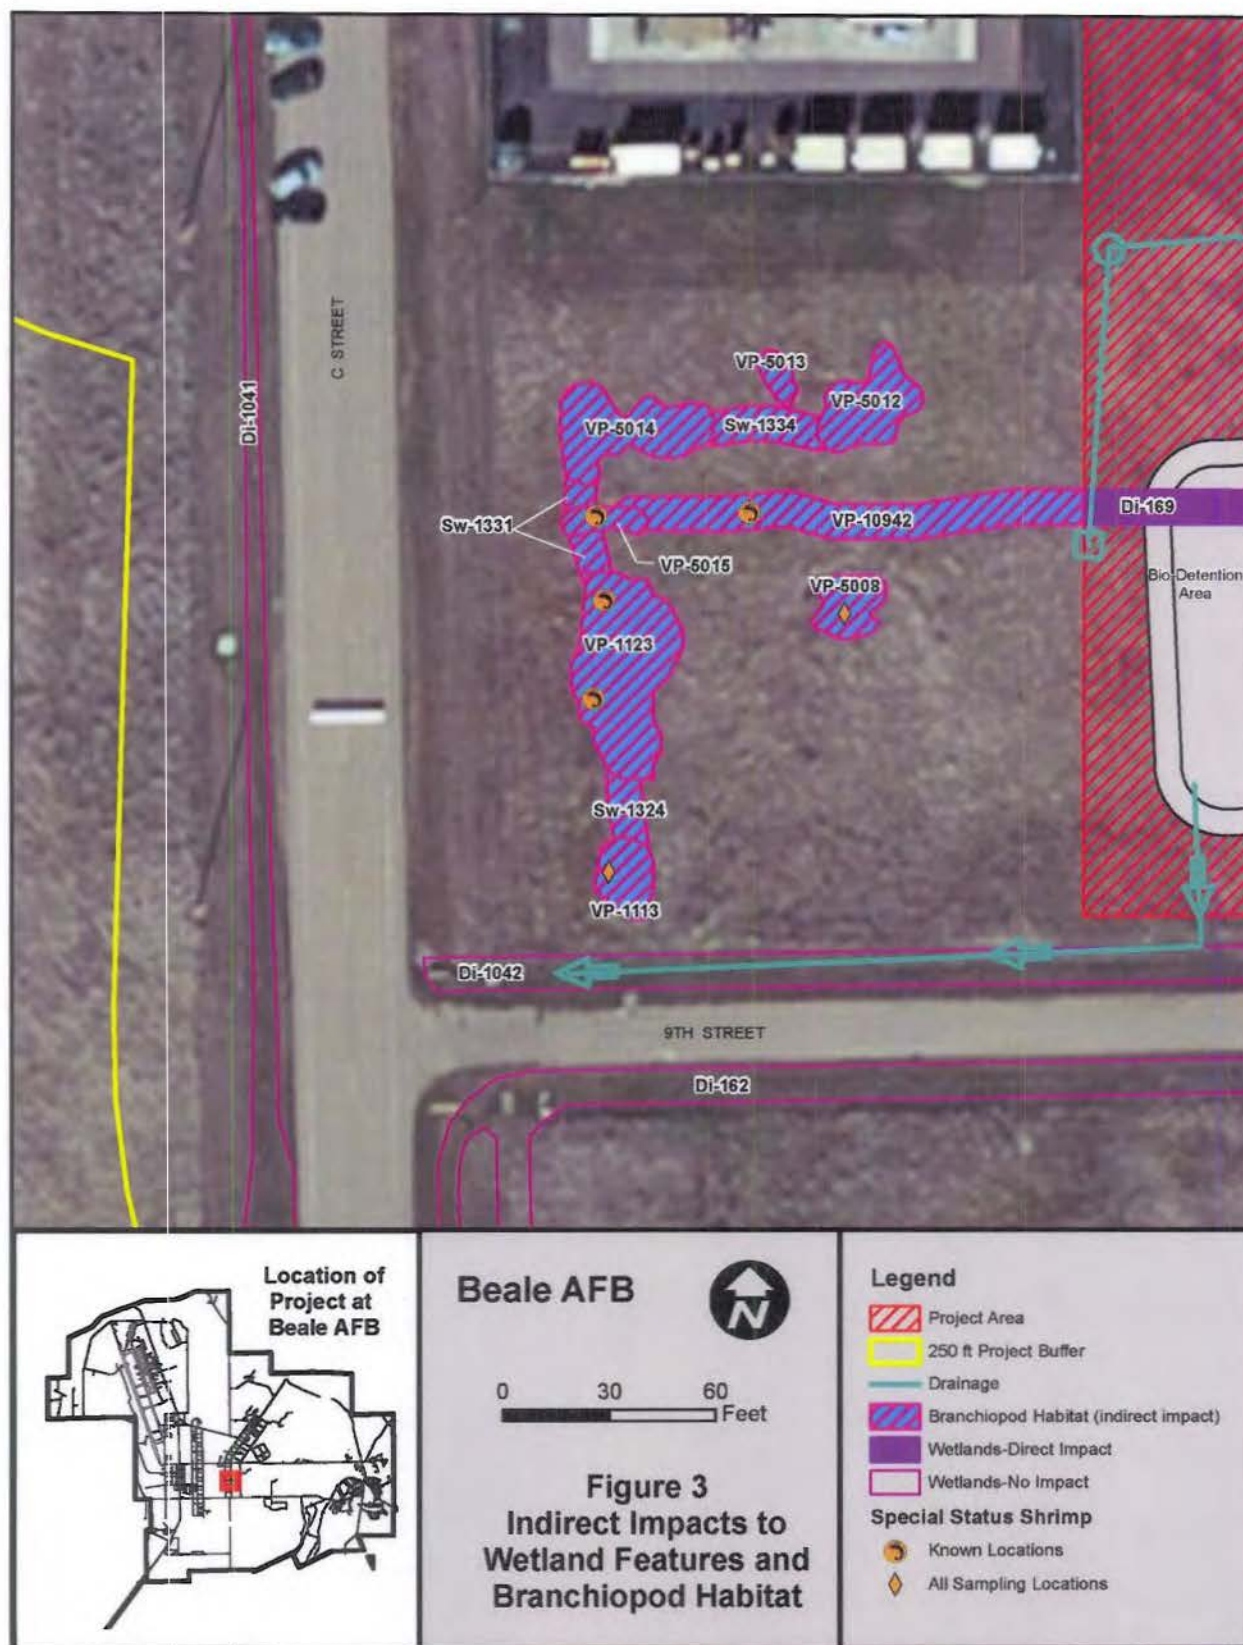 C STREET
Di-1041
VP-5013
VP-5012
VP-5014
Sw-1334
Di-169
Sw-1331
VP-10942
VP-5015
Bio-Detention
Area
VP-5008
VP-1123
Sw-1324
VP-1113
Di-1042
9TH STREET
Di-162
Location of
Project at
Beale AFB
Beale AFB
N
0 30 60
Feet
Figure 3
Indirect Impacts to
Wetland Features and
Branchiopod Habitat
Legend
Project Area
250 ft Project Buffer
Drainage
Branchiopod Habitat (indirect impact)
Wetlands-Direct Impact
Wetlands-No Impact
Special Status Shrimp
Known Locations
All Sampling Locations